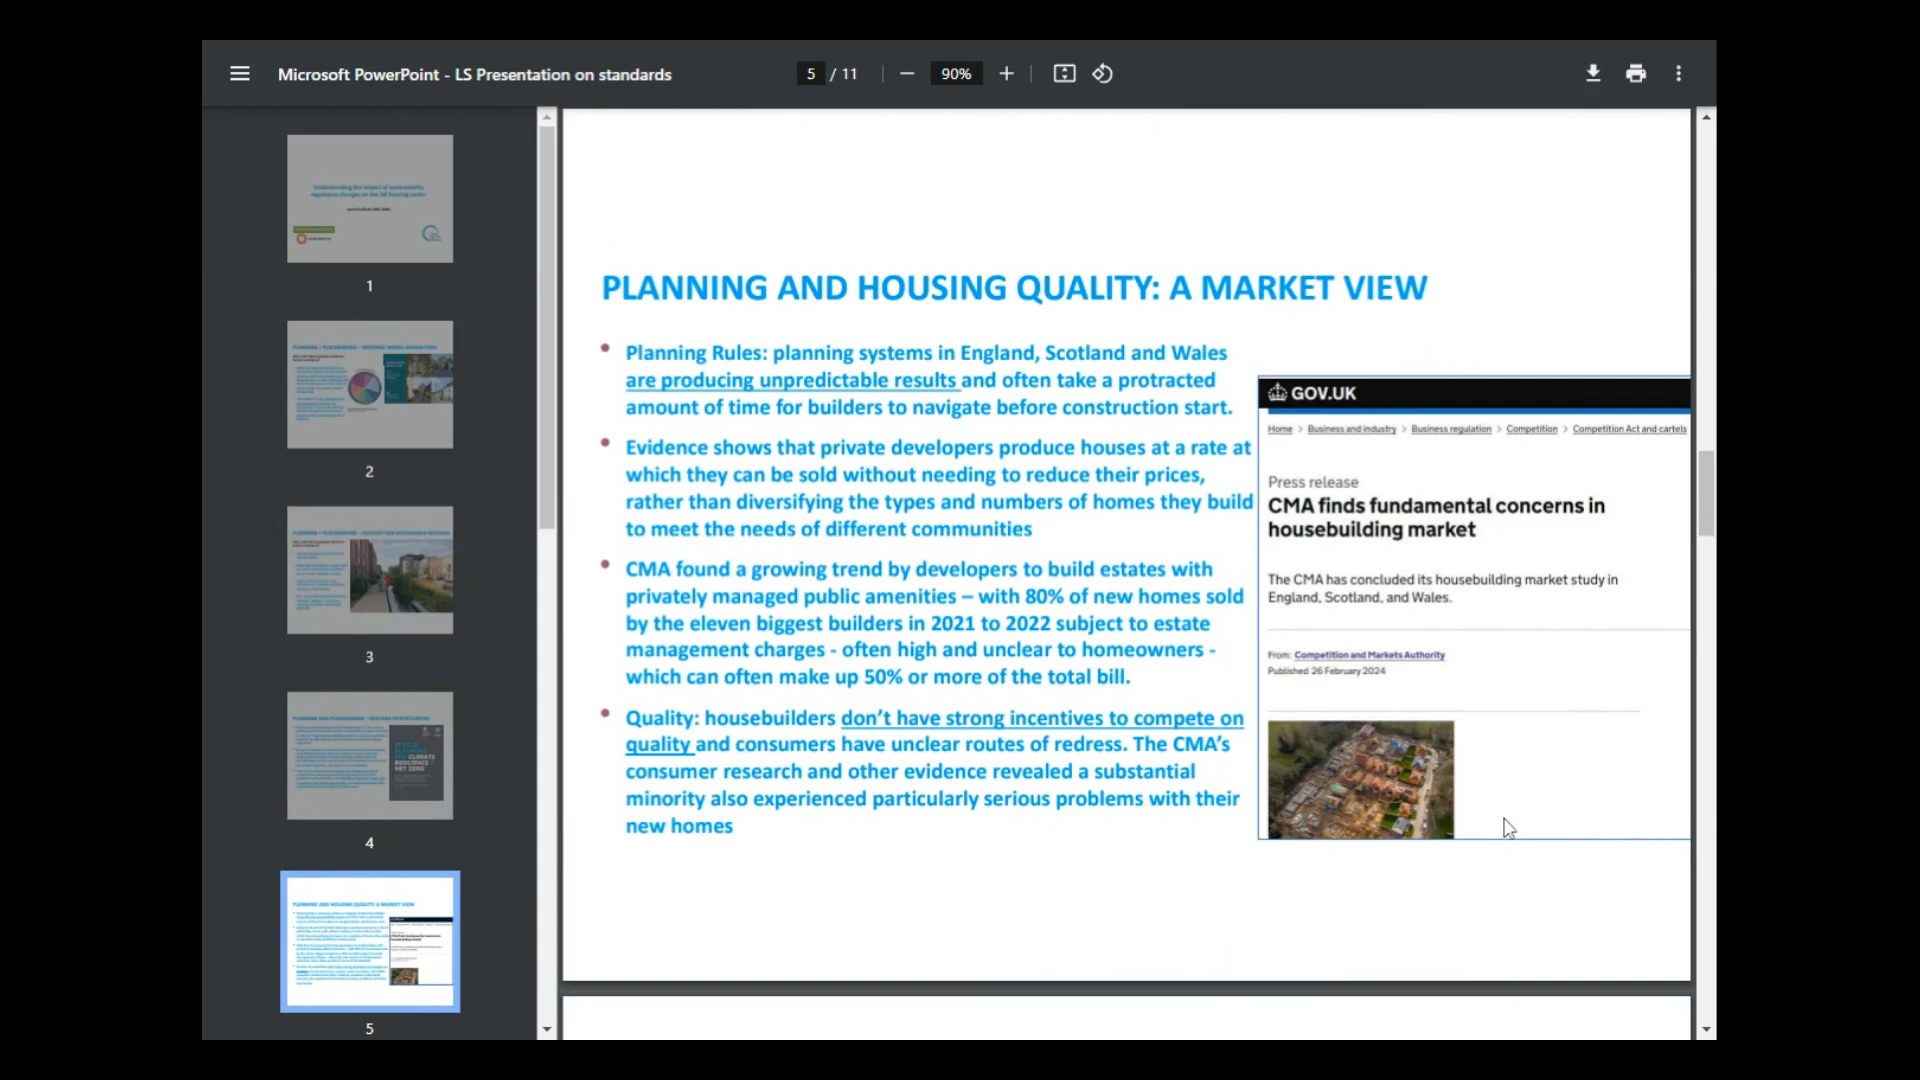 Microsoft PowerPoint - LS Presentation on standards
5 / 11
90%
1
2
3
4
5
PLANNING AND HOUSING QUALITY: A MARKET VIEW
• Planning Rules: planning systems in England, Scotland and Wales
are producing unpredictable results and often take a protracted
amount of time for builders to navigate before construction start.
• Evidence shows that private developers produce houses at a rate at
which they can be sold without needing to reduce their prices,
rather than diversifying the types and numbers of homes they build
to meet the needs of different communities
• CMA found a growing trend by developers to build estates with
privately managed public amenities – with 80% of new homes sold
by the eleven biggest builders in 2021 to 2022 subject to estate
management charges - often high and unclear to homeowners -
which can often make up 50% or more of the total bill.
• Quality: housebuilders don't have strong incentives to compete on
quality and consumers have unclear routes of redress. The CMA's
consumer research and other evidence revealed a substantial
minority also experienced particularly serious problems with their
new homes
GOV.UK
Home > Business and industry > Business regulation > Competition > Competition Act and cartels
Press release
CMA finds fundamental concerns in
housebuilding market
The CMA has concluded its housebuilding market study in
England, Scotland, and Wales.
From: Competition and Markets Authority
Published 26 February 2024